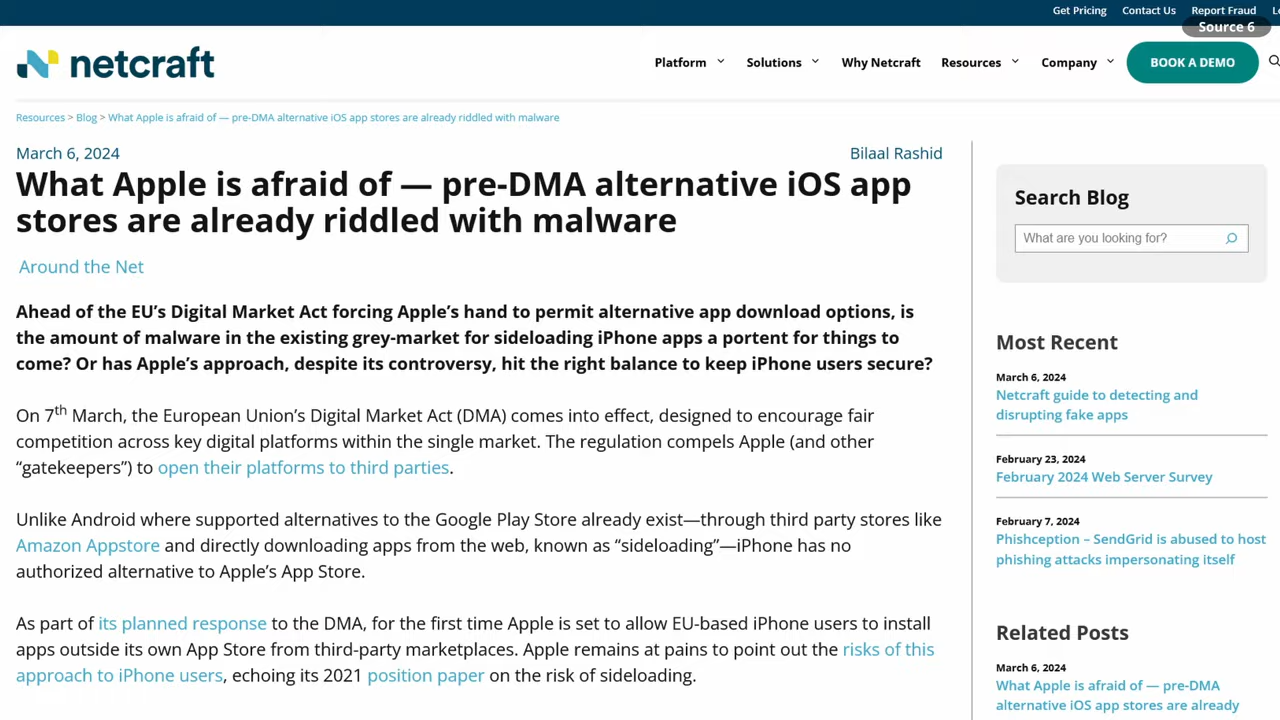 Get Pricing Contact Us Report Fraud
Source 6
netcraft
Platform Solutions Why Netcraft Resources Company BOOK A DEMO
Resources > Blog > What Apple is afraid of — pre-DMA alternative iOS app stores are already riddled with malware
March 6, 2024 Bilaal Rashid
What Apple is afraid of — pre-DMA alternative iOS app
stores are already riddled with malware
Around the Net
Ahead of the EU’s Digital Market Act forcing Apple’s hand to permit alternative app download options, is
the amount of malware in the existing grey-market for sideloading iPhone apps a portent for things to
come? Or has Apple’s approach, despite its controversy, hit the right balance to keep iPhone users secure?
On 7th March, the European Union’s Digital Market Act (DMA) comes into effect, designed to encourage fair
competition across key digital platforms within the single market. The regulation compels Apple (and other
“gatekeepers”) to open their platforms to third parties.
Unlike Android where supported alternatives to the Google Play Store already exist—through third party stores like
Amazon Appstore and directly downloading apps from the web, known as “sideloading”—iPhone has no
authorized alternative to Apple’s App Store.
As part of its planned response to the DMA, for the first time Apple is set to allow EU-based iPhone users to install
apps outside its own App Store from third-party marketplaces. Apple remains at pains to point out the risks of this
approach to iPhone users, echoing its 2021 position paper on the risk of sideloading.
Search Blog
What are you looking for?
Most Recent
March 6, 2024
Netcraft guide to detecting and
disrupting fake apps
February 23, 2024
February 2024 Web Server Survey
February 7, 2024
Phishception – SendGrid is abused to host
phishing attacks impersonating itself
Related Posts
March 6, 2024
What Apple is afraid of — pre-DMA
alternative iOS app stores are already